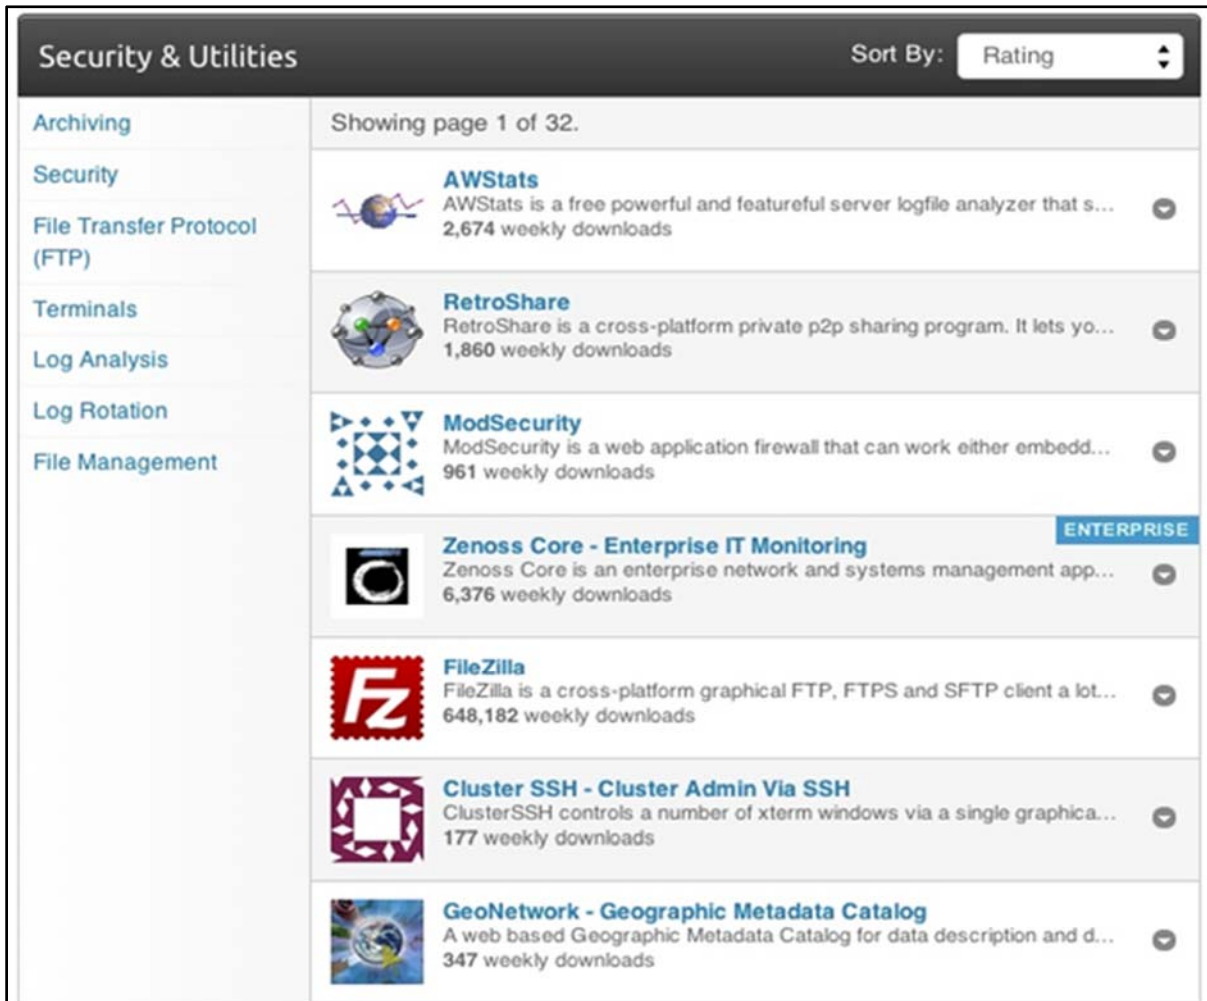 Security & Utilities
Sort By: Rating
Archiving
Security
File Transfer Protocol
(FTP)
Terminals
Log Analysis
Log Rotation
File Management
Showing page 1 of 32.
AWStats
AWStats is a free powerful and featureful server logfile analyzer that s...
2,674 weekly downloads
RetroShare
RetroShare is a cross-platform private p2p sharing program. It lets yo...
1,860 weekly downloads
ModSecurity
ModSecurity is a web application firewall that can work either embedd...
961 weekly downloads
ENTERPRISE
Zenoss Core - Enterprise IT Monitoring
Zenoss Core is an enterprise network and systems management app...
6,376 weekly downloads
Fz
FileZilla
FileZilla is a cross-platform graphical FTP, FTPS and SFTP client a lot...
648,182 weekly downloads
Cluster SSH - Cluster Admin Via SSH
ClusterSSH controls a number of xterm windows via a single graphica...
177 weekly downloads
GeoNetwork - Geographic Metadata Catalog
A web based Geographic Metadata Catalog for data description and d...
347 weekly downloads